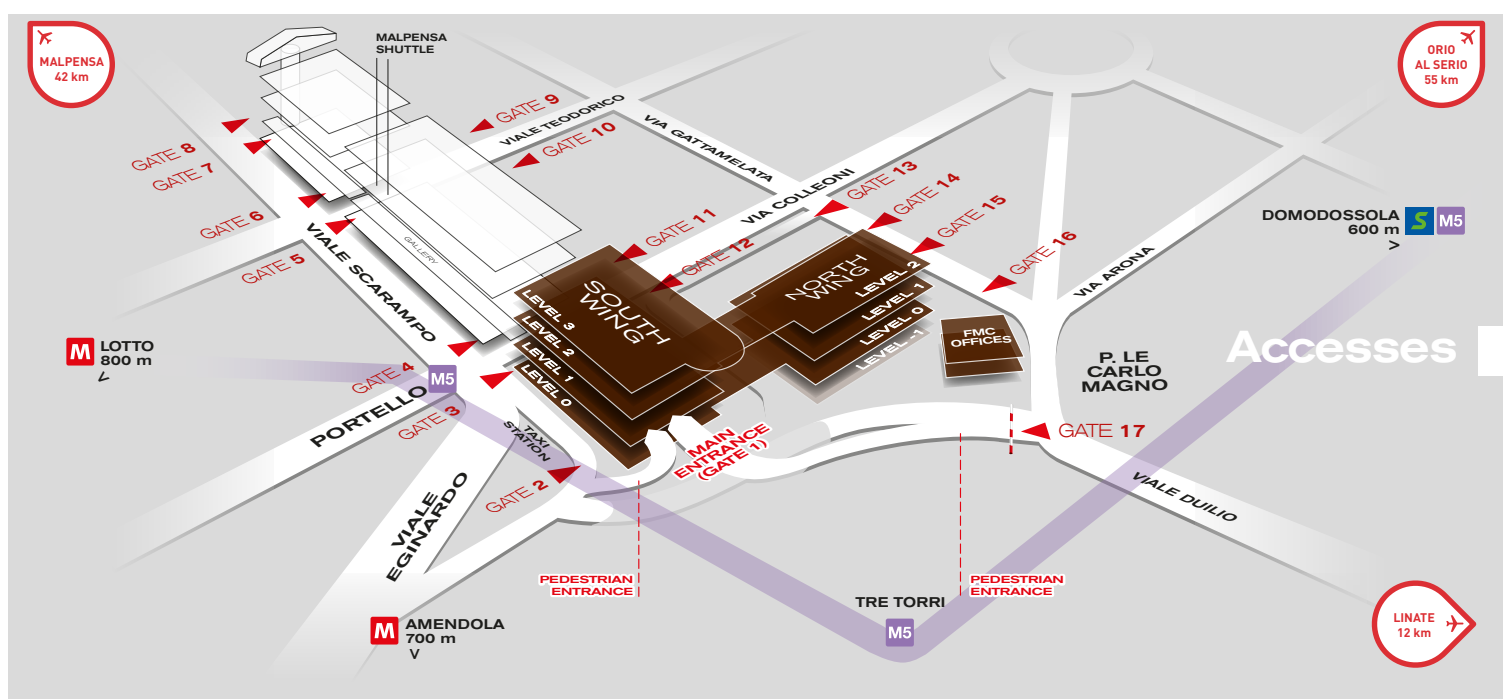 MALPENSA
42 km
MALPENSA
SHUTTLE
ORIO
AL SERIO
55 km
GATE 9
VIALE TEODORICO
GATE 10
VIA GATTAMELATA
GATE 8
GATE 7
GATE 6
GATE 5
VIALE SCARAMPO
GALLERY
GATE 11
GATE 12
VIA COLLEONI
GATE 13
GATE 14
GATE 15
GATE 16
VIA ARONA
DOMODOSSOLA
600 m
>
S
M5
SOUTH
WING
LEVEL 3
LEVEL 2
LEVEL 1
LEVEL 0
NORTH
WING
LEVEL 2
LEVEL 1
LEVEL 0
LEVEL -1
FMC
OFFICES
Accesses
P. LE
CARLO
MAGNO
M
LOTTO
800 m
<
GATE 4
M5
PORTELLO
GATE 3
TAXI
STATION
MAIN
ENTRANCE
(GATE 1)
GATE 17
GATE 2
VIALE
EGINARDO
VIALE DUILIO
PEDESTRIAN
ENTRANCE
PEDESTRIAN
ENTRANCE
TRE TORRI
M5
M
AMENDOLA
700 m
>
LINATE
12 km